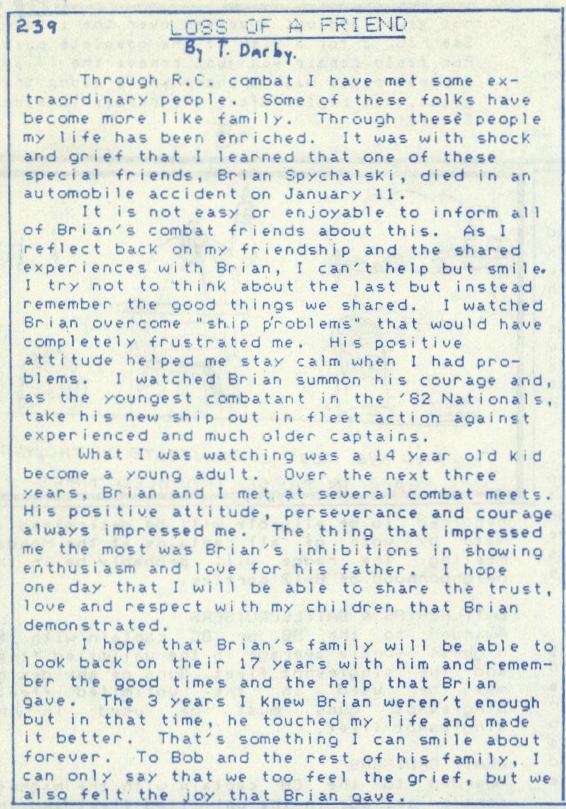 239
LOSS OF A FRIEND
By T. Darby.
Through R.C. combat I have met some ex-
traordinary people. Some of these folks have
become more like family. Through these people
my life has been enriched. It was with shock
and grief that I learned that one of these
special friends, Brian Spychalski, died in an
automobile accident on January 11.
It is not easy or enjoyable to inform all
of Brian's combat friends about this. As I
reflect back on my friendship and the shared
experiences with Brian, I can't help but smile.
I try not to think about the last but instead
remember the good things we shared. I watched
Brian overcome "ship problems" that would have
completely frustrated me. His positive
attitude helped me stay calm when I had pro-
blems. I watched Brian summon his courage and,
as the youngest combatant in the '82 Nationals,
take his new ship out in fleet action against
experienced and much older captains.
What I was watching was a 14 year old kid
become a young adult. Over the next three
years, Brian and I met at several combat meets.
His positive attitude, perseverance and courage
always impressed me. The thing that impressed
me the most was Brian's inhibitions in showing
enthusiasm and love for his father. I hope
one day that I will be able to share the trust,
love and respect with my children that Brian
demonstrated.
I hope that Brian's family will be able to
look back on their 17 years with him and remem-
ber the good times and the help that Brian
gave. The 3 years I knew Brian weren't enough
but in that time, he touched my life and made
it better. That's something I can smile about
forever. To Bob and the rest of his family, I
can only say that we too feel the grief, but we
also felt the joy that Brian gave.